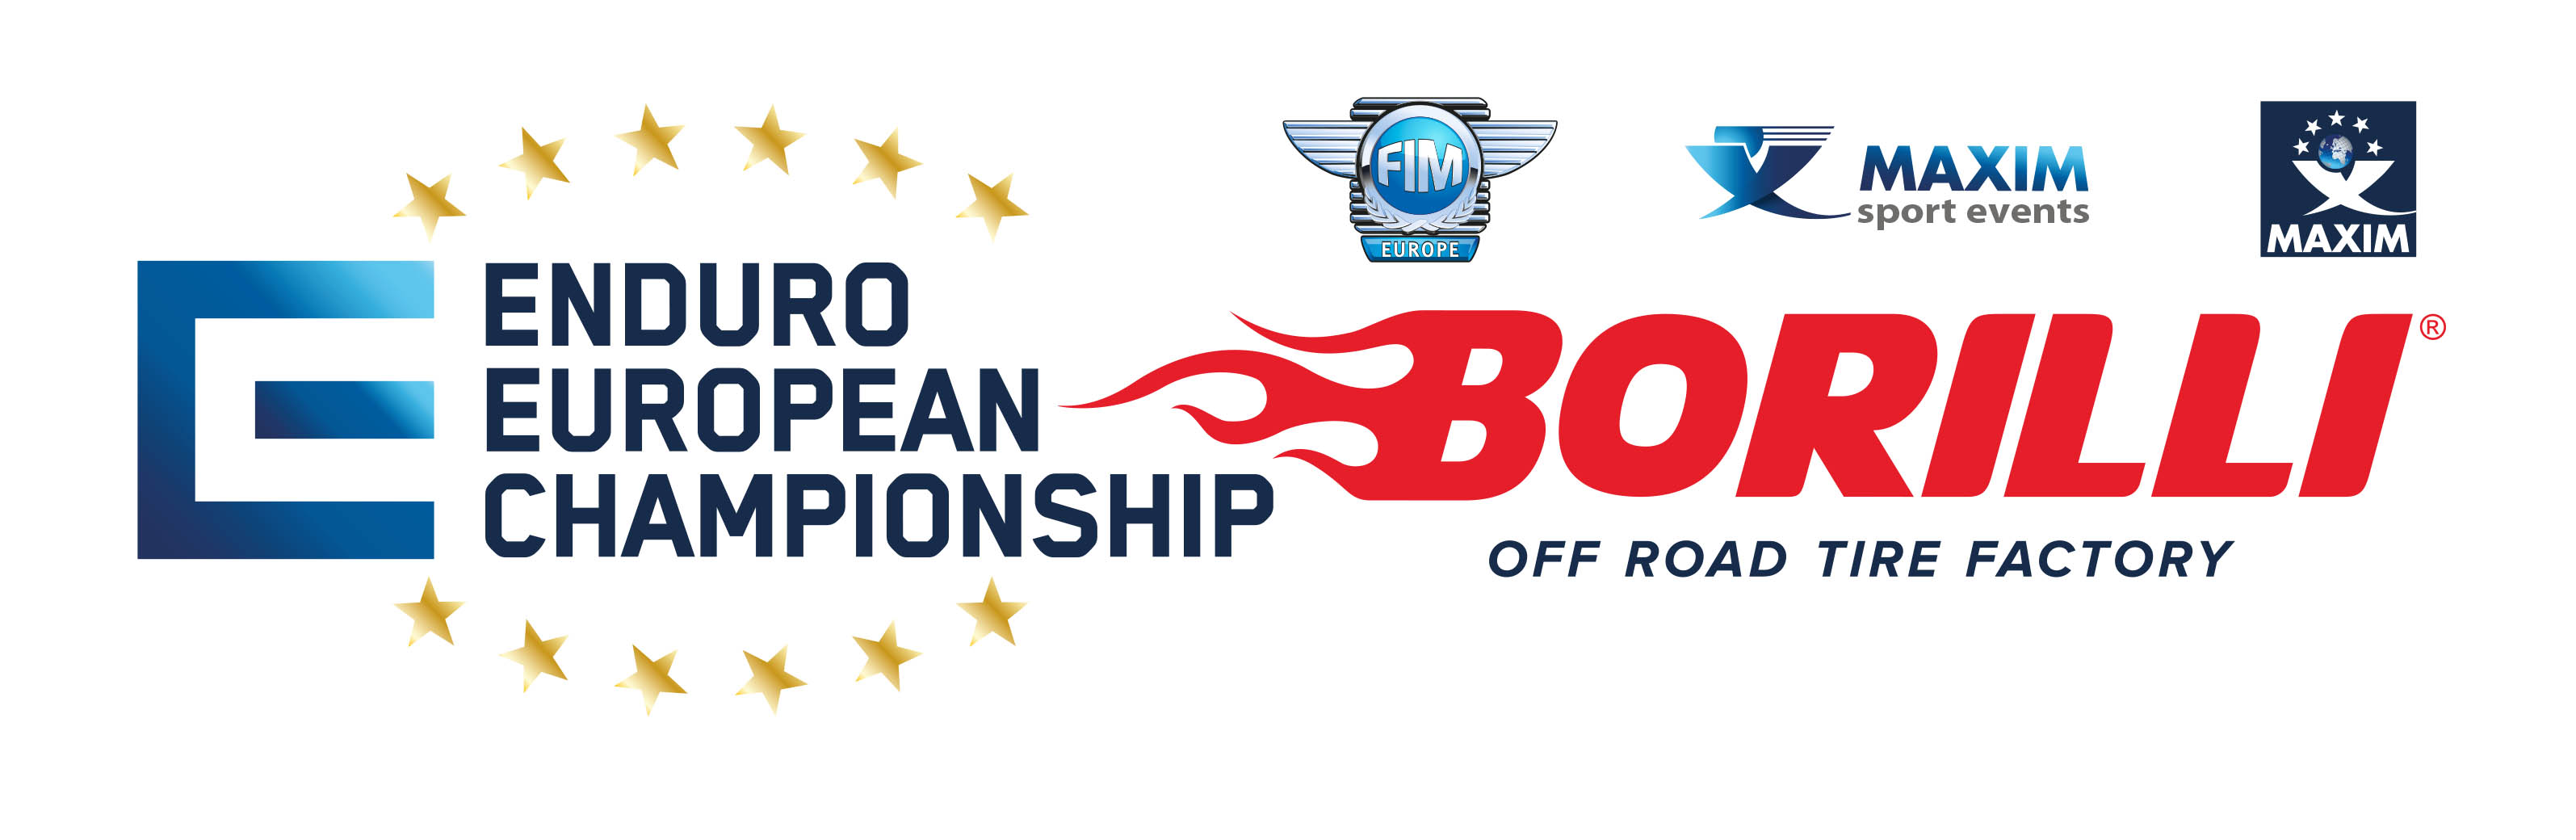 ENDURO
EUROPEAN
CHAMPIONSHIP
FIM
EUROPE
MAXIM
sport events
MAXIM
BORILLI®
OFF ROAD TIRE FACTORY